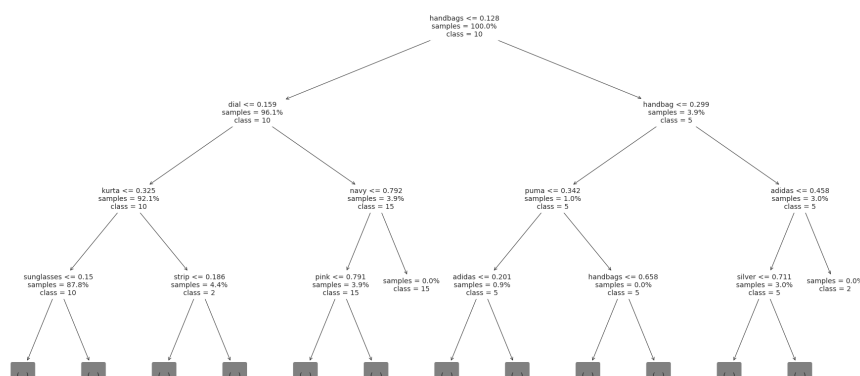 handbags <= 0.128
samples = 100.0%
class = 10
dial <= 0.159
samples = 96.1%
class = 10
handbag <= 0.299
samples = 3.9%
class = 5
kurta <= 0.325
samples = 92.1%
class = 10
navy <= 0.792
samples = 3.9%
class = 15
puma <= 0.342
samples = 1.0%
class = 5
adidas <= 0.458
samples = 3.0%
class = 5
sunglasses <= 0.15
samples = 87.8%
class = 10
strip <= 0.186
samples = 4.4%
class = 2
pink <= 0.791
samples = 3.9%
class = 15
samples = 0.0%
class = 15
adidas <= 0.201
samples = 0.9%
class = 5
handbags <= 0.658
samples = 0.0%
class = 5
silver <= 0.711
samples = 3.0%
class = 5
samples = 0.0%
class = 2